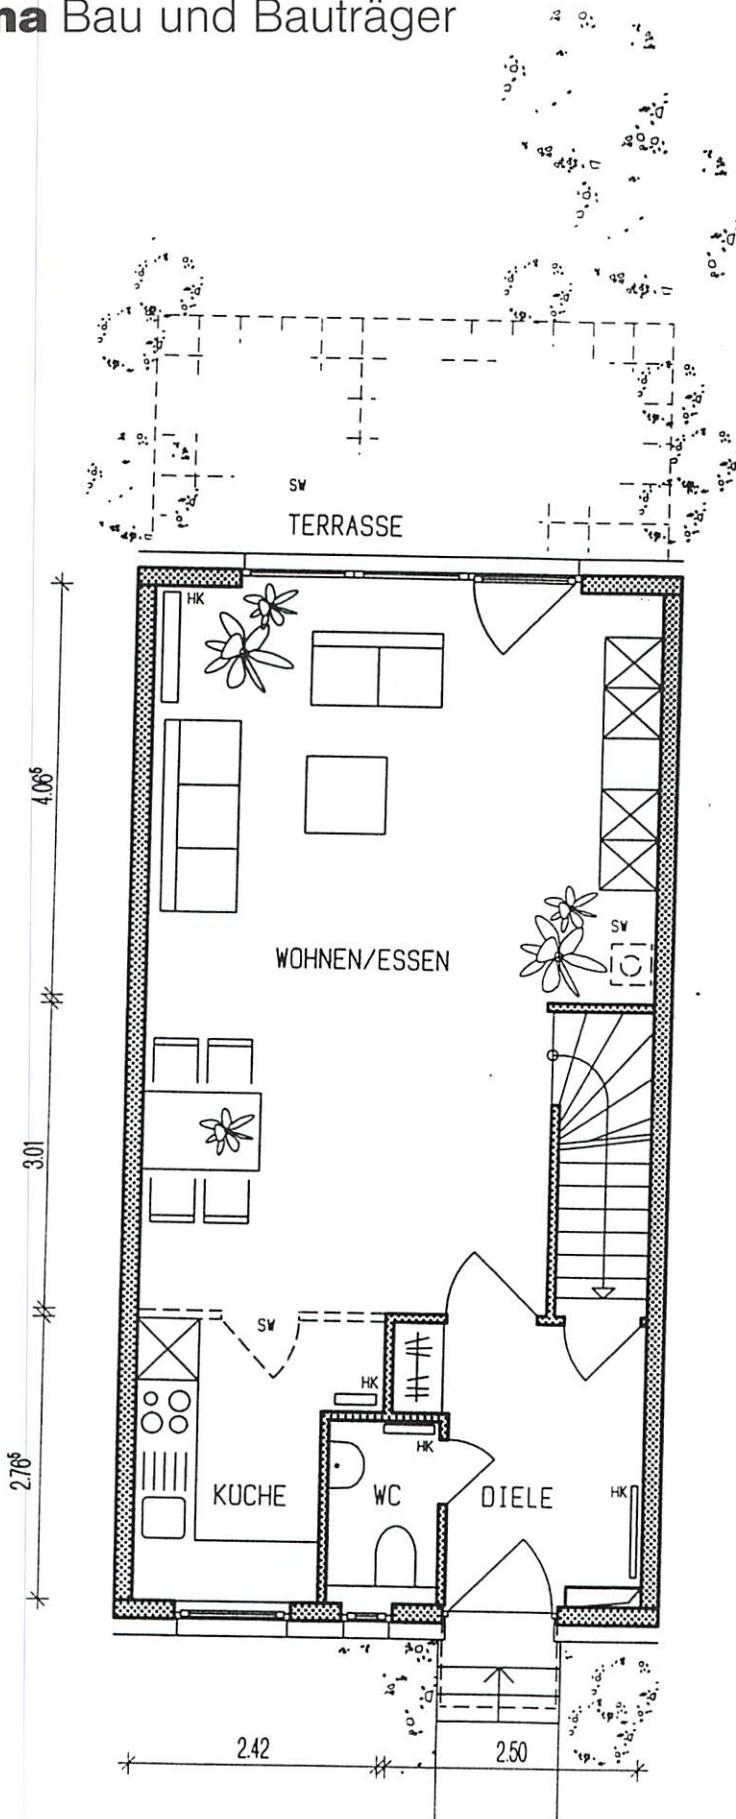 na Bau und Bauträger
SW
TERRASSE
HK
4.06⁵
SW
WOHNEN/ESSEN
3.01
SW
HK
2.76⁵
HK
KÜCHE
WC
DIELE
HK
2.42
2.50